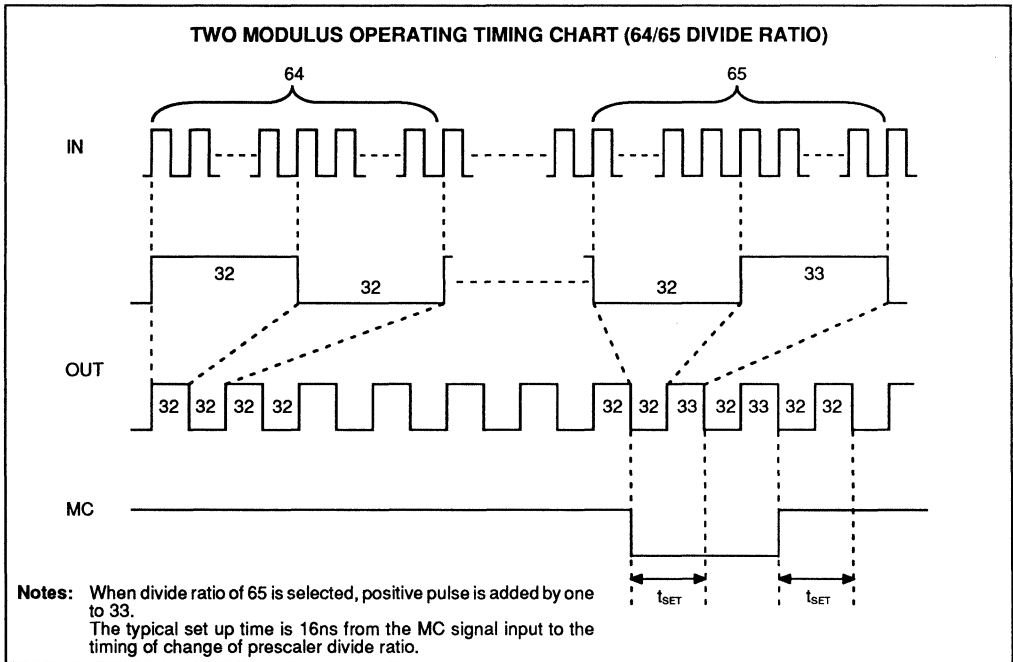 TWO MODULUS OPERATING TIMING CHART (64/65 DIVIDE RATIO)
64 65
IN
32 32 32 33
OUT
32 32 32 32 32 32 33 32 33 32 32
MC
tSET tSET
Notes: When divide ratio of 65 is selected, positive pulse is added by one
to 33.
The typical set up time is 16ns from the MC signal input to the
timing of change of prescaler divide ratio.